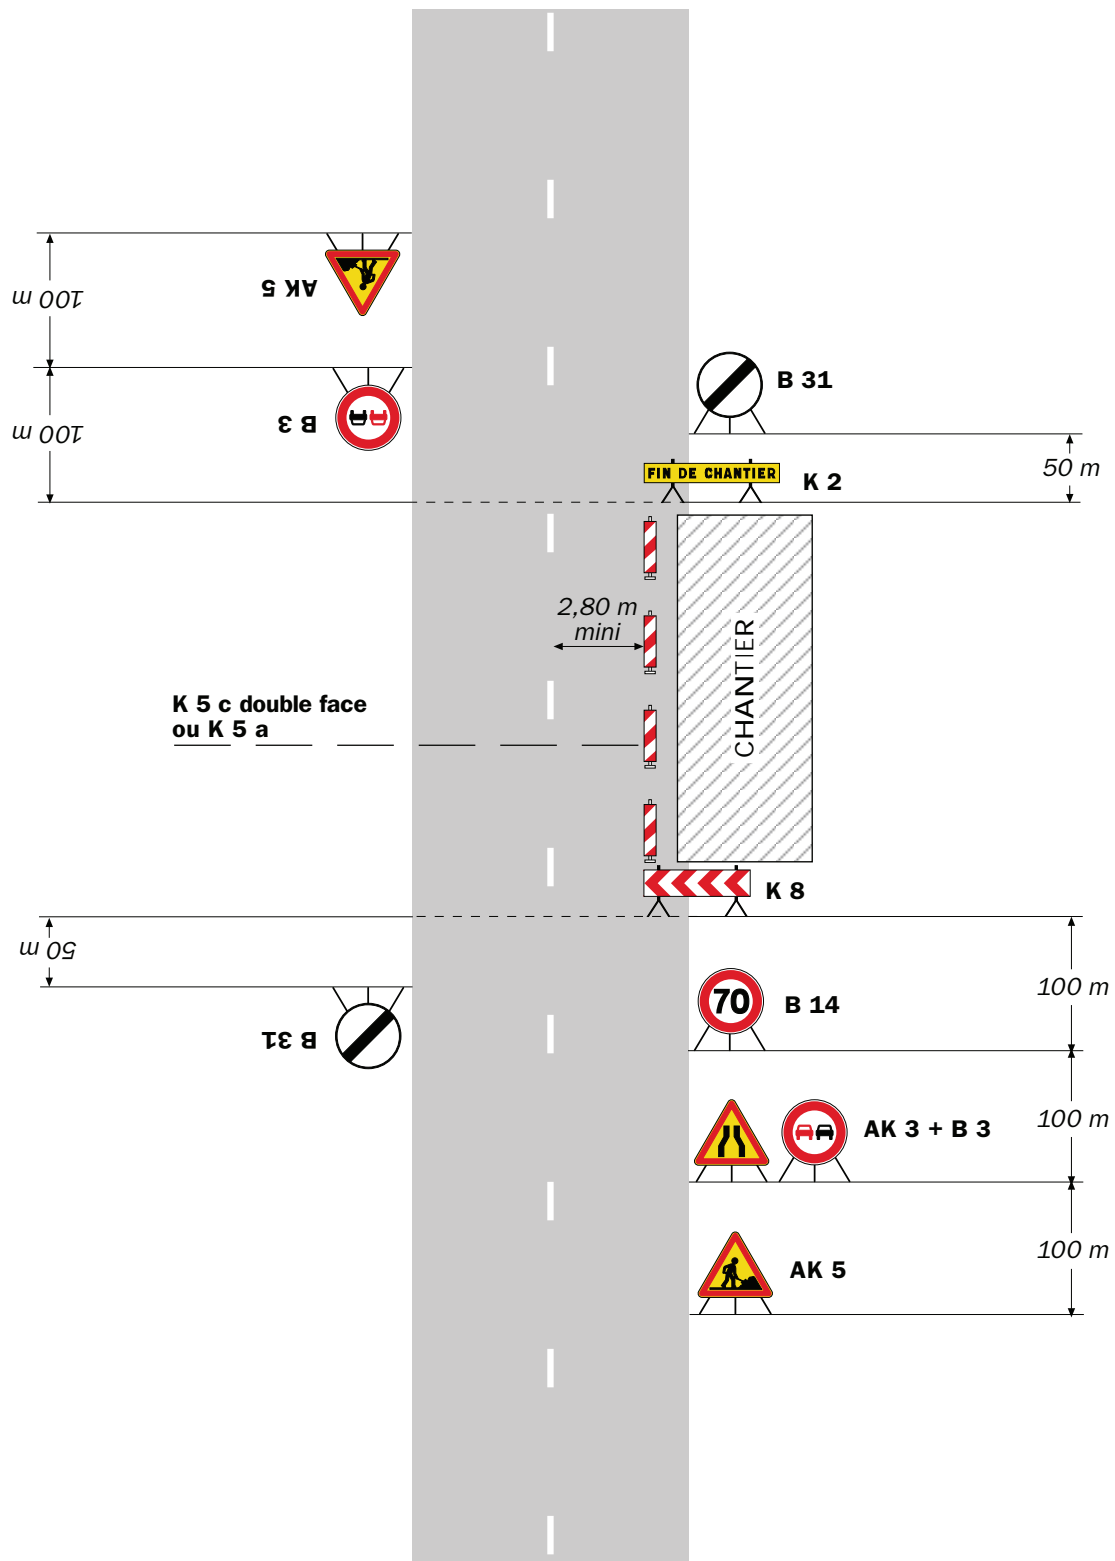 AK 5
100 m
B 3
100 m
B 31
FIN DE CHANTIER
K 2
50 m
2,80 m
mini
CHANTIER
K 5 c double face
ou K 5 a
K 8
50 m
B 31
70
B 14
100 m
AK 3 + B 3
100 m
AK 5
100 m